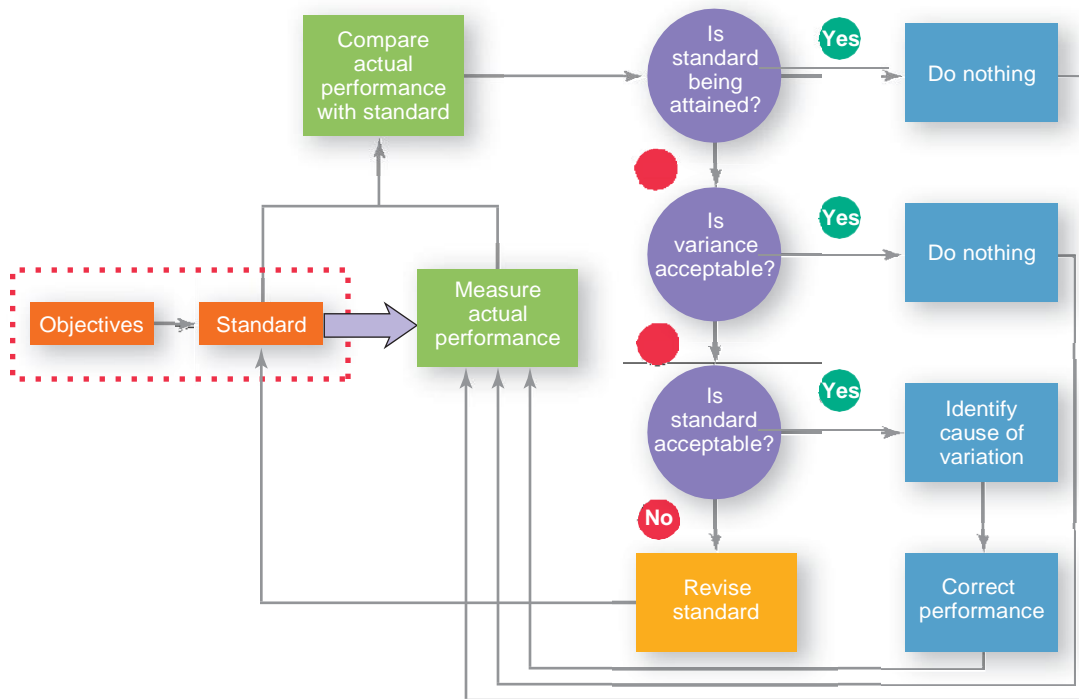 Compare
actual
performance
with standard
Is
standard
being
attained?
Yes
Do nothing
Is
variance
acceptable?
Yes
Do nothing
Objectives
Standard
Measure
actual
performance
Is
standard
acceptable?
Yes
Identify
cause of
variation
No
Revise
standard
Correct
performance